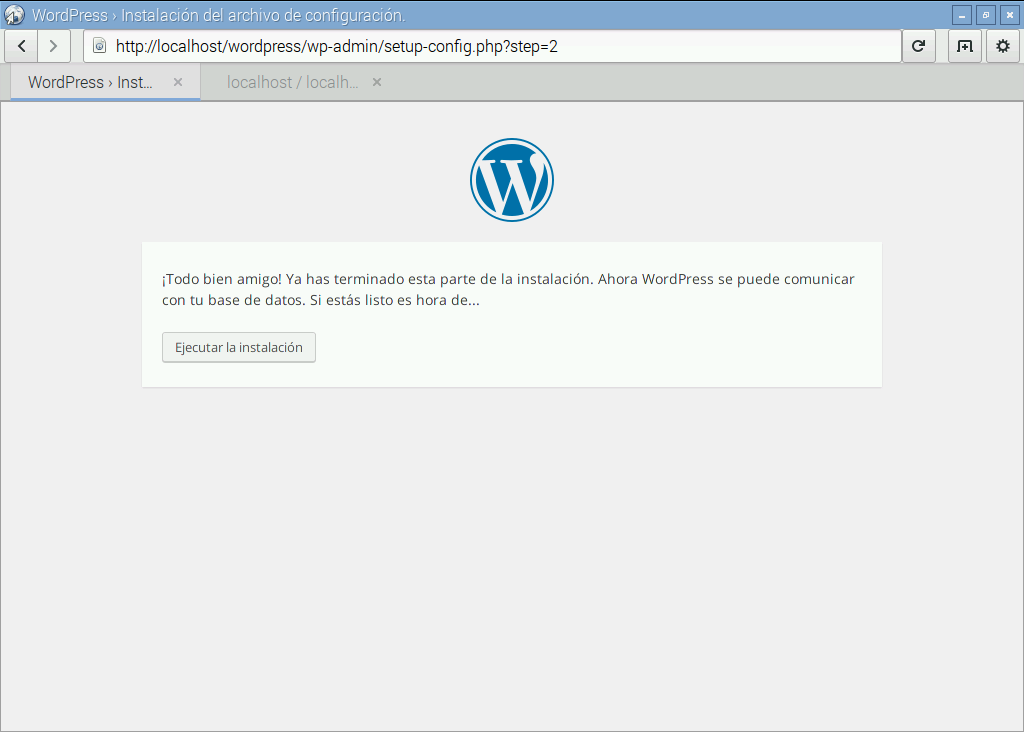 WordPress › Instalación del archivo de configuración.
http://localhost/wordpress/wp-admin/setup-config.php?step=2
WordPress › Inst...
localhost / localh...
¡Todo bien amigo! Ya has terminado esta parte de la instalación. Ahora WordPress se puede comunicar
con tu base de datos. Si estás listo es hora de...
Ejecutar la instalación